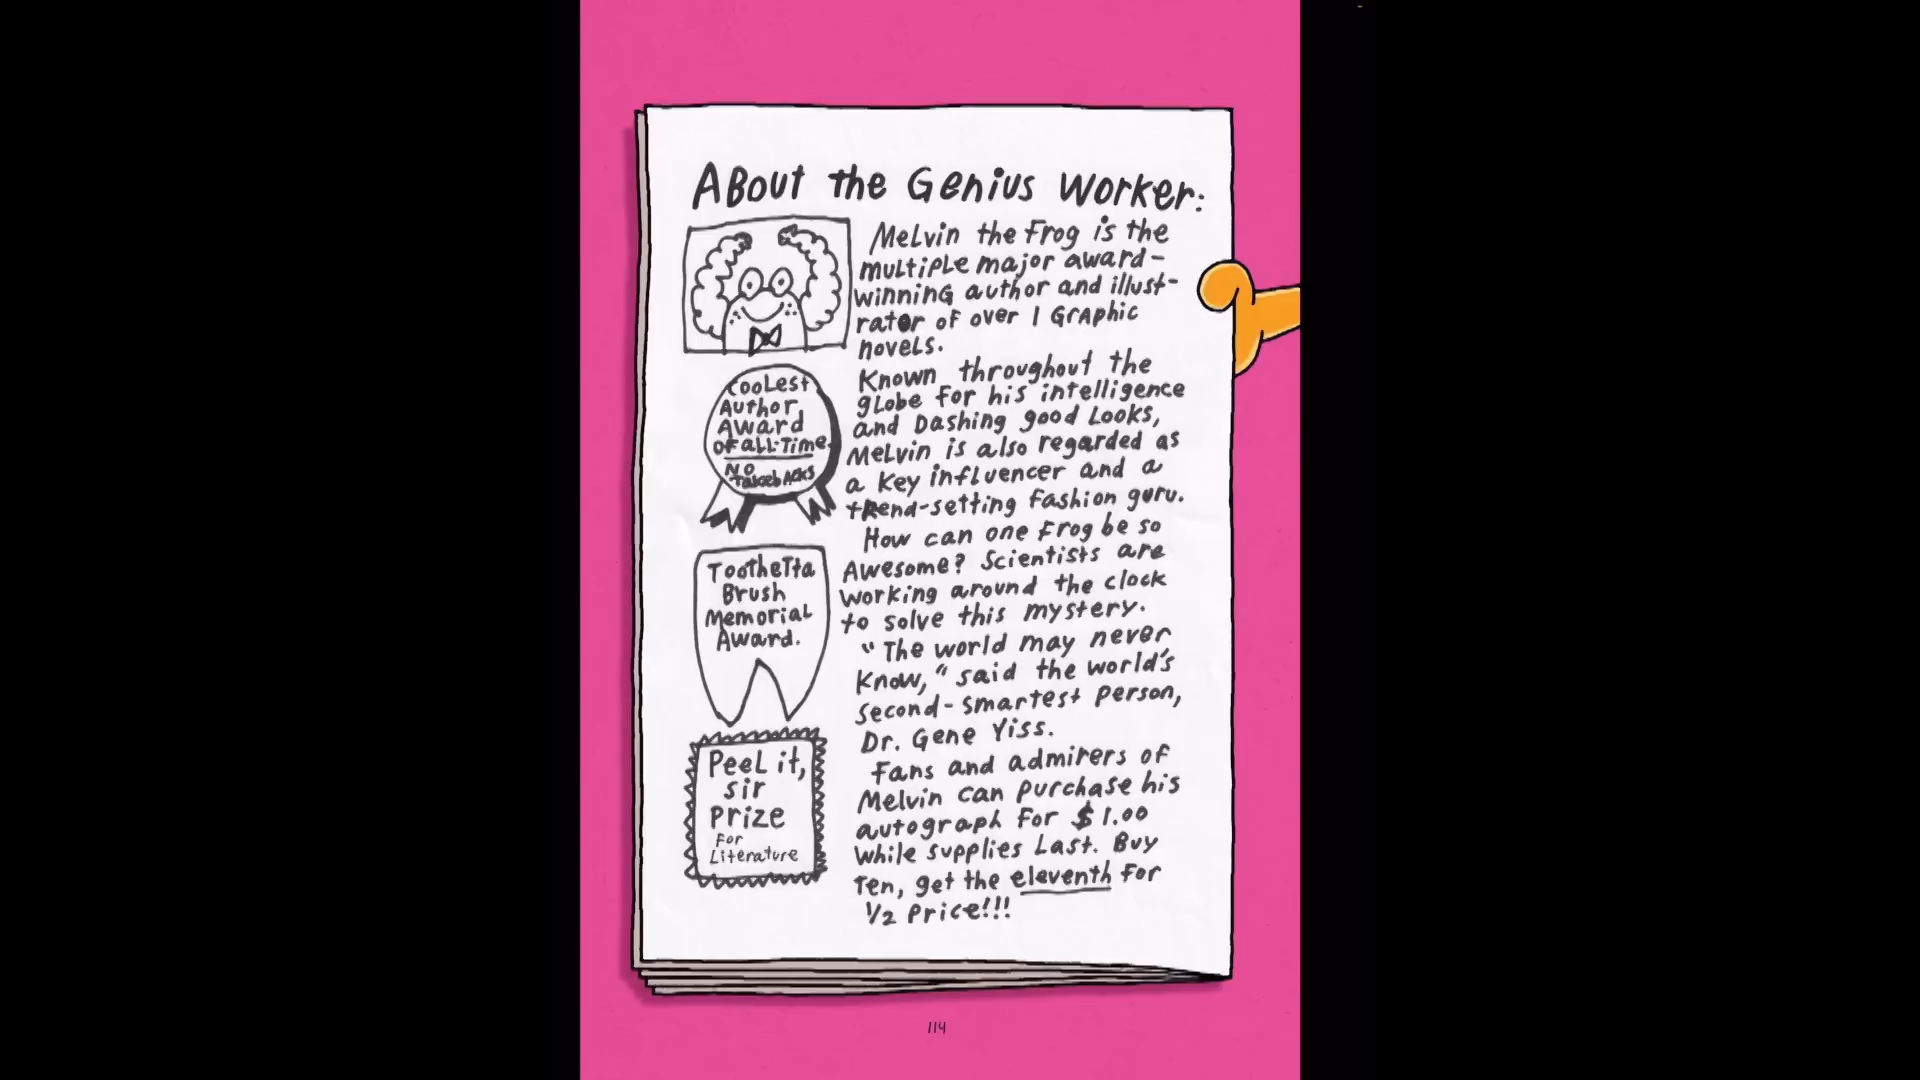 About the Genius Worker:
Melvin the Frog is the
multiple major award-
winning author and illust-
rator of over 1 Graphic
novels.
Known throughout the
globe for his intelligence
and Dashing good Looks,
Melvin is also regarded as
a key influencer and a
trend-setting fashion guru.
How can one frog be so
Awesome? Scientists are
working around the clock
to solve this mystery.
"The world may never
know," said the world's
second-smartest person,
Dr. Gene Yiss.
Fans and admirers of
Melvin can purchase his
autograph for $1.00
while supplies Last. Buy
Ten, get the eleventh for
1/2 price!!!
Coolest
Author
Award
of all-Time
No
Takebacks
Toothetta
Brush
Memorial
Award.
Peel it,
sir
prize
for
Literature
114